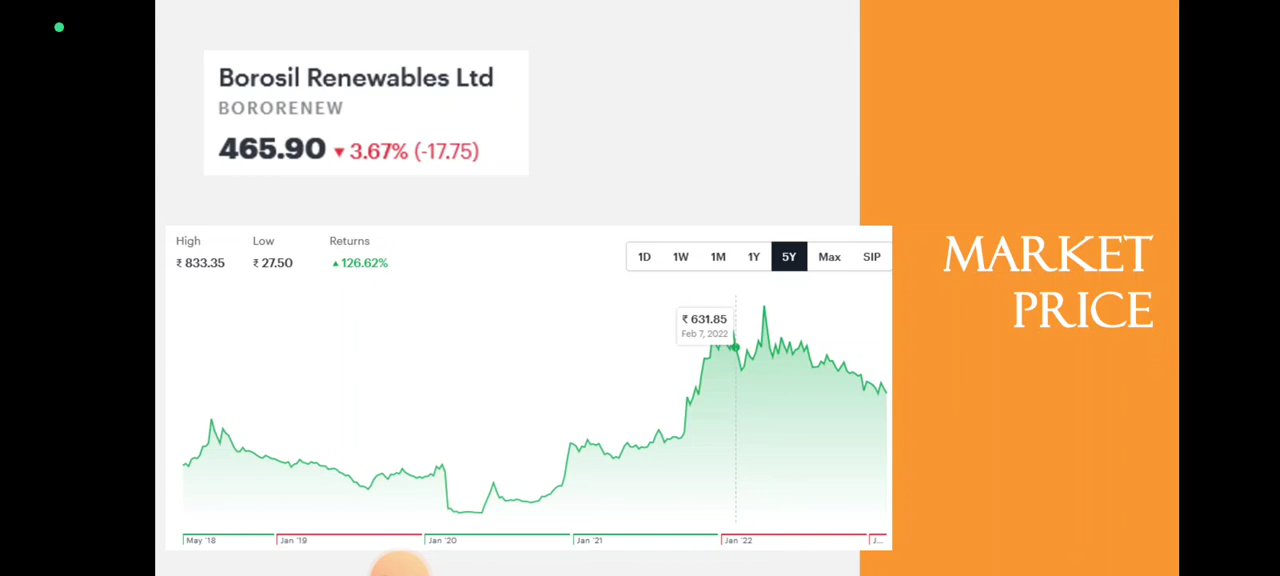 Borosil Renewables Ltd
BORORENEW
465.90 ▼ 3.67% (-17.75)
High Low Returns
₹ 833.35 ₹ 27.50 ▲ 126.62%
1D 1W 1M 1Y 5Y Max SIP
MARKET
PRICE
₹ 631.85
Feb 7, 2022
May '18 Jan '19 Jan '20 Jan '21 Jan '22 J...